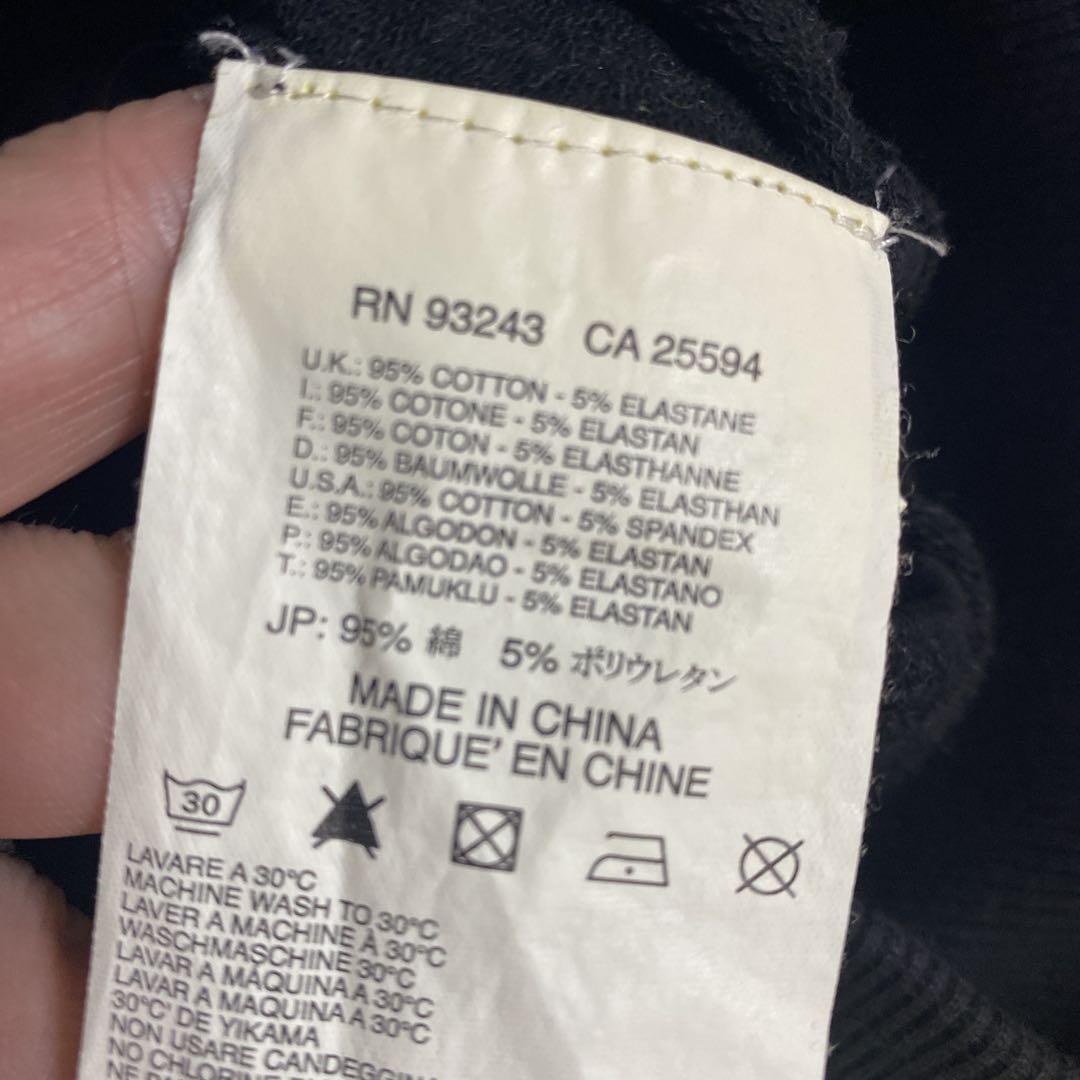 RN 93243 CA 25594
U.K.: 95% COTTON - 5% ELASTANE
I.: 95% COTONE - 5% ELASTAN
F.: 95% COTON - 5% ELASTHANNE
D.: 95% BAUMWOLLE - 5% ELASTHAN
U.S.A.: 95% COTTON - 5% SPANDEX
E.: 95% ALGODON - 5% ELASTAN
P.: 95% ALGODAO - 5% ELASTANO
T.: 95% PAMUKLU - 5% ELASTAN
JP: 95% 綿 5% ポリウレタン
MADE IN CHINA
FABRIQUE' EN CHINE
30
LAVARE A 30°C
MACHINE WASH TO 30°C
LAVER A MACHINE À 30°C
WASCHMASCHINE 30°C
LAVAR A MAQUINA A 30°C
LAVAR A MAQUINA A 30°C
30°C' DE YIKAMA
NON USARE CANDEGGINA
NO CHLORINE